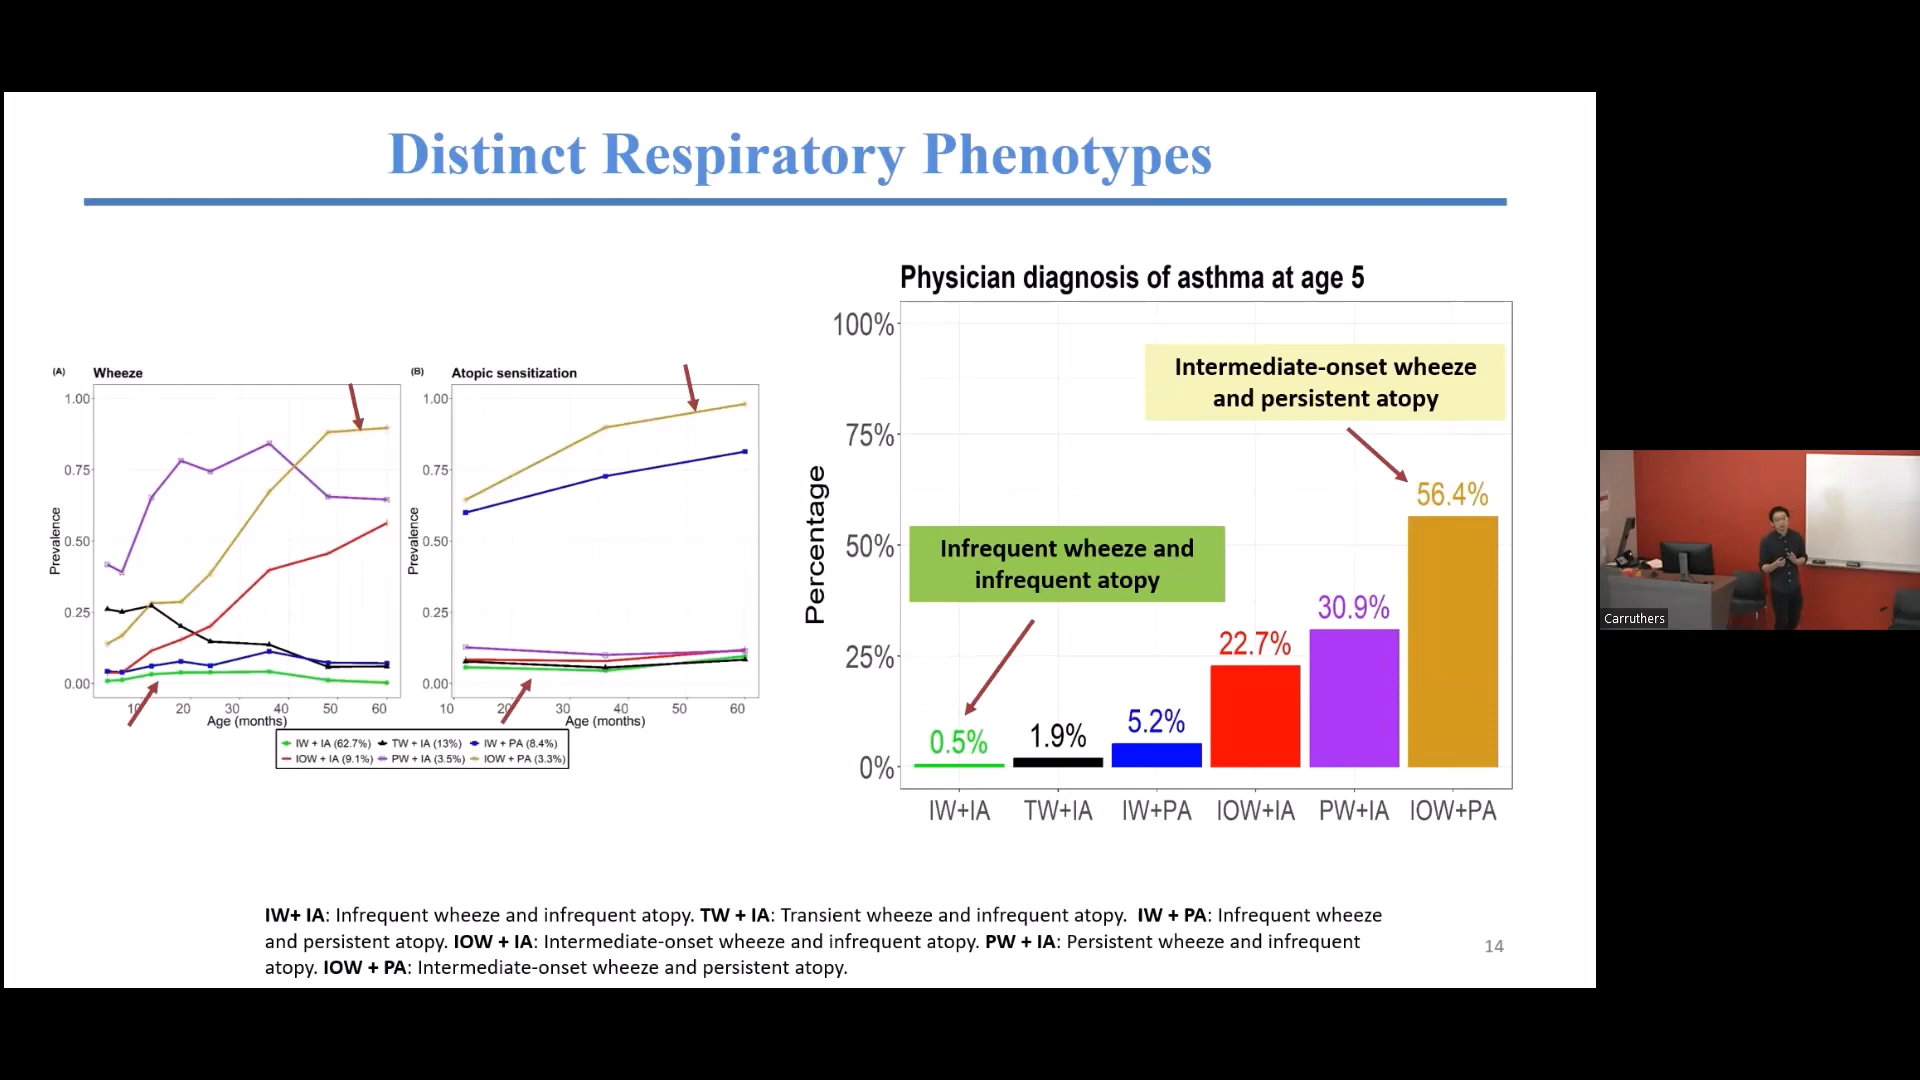 Distinct Respiratory Phenotypes
(A) Wheeze
1.00
0.75
0.50
0.25
0.00
Prevalence
10 20 30 40 50 60
Age (months)
(B) Atopic sensitization
1.00
0.75
0.50
0.25
0.00
Prevalence
10 20 30 40 50 60
Age (months)
IW + IA (62.7%) TW + IA (13%) IW + PA (8.4%)
IOW + IA (9.1%) PW + IA (3.5%) IOW + PA (3.3%)
Physician diagnosis of asthma at age 5
100%
75%
50%
25%
0%
Percentage
Intermediate-onset wheeze
and persistent atopy
Infrequent wheeze and
infrequent atopy
0.5% 1.9% 5.2% 22.7% 30.9% 56.4%
IW+IA TW+IA IW+PA IOW+IA PW+IA IOW+PA
IW+ IA: Infrequent wheeze and infrequent atopy. TW + IA: Transient wheeze and infrequent atopy. IW + PA: Infrequent wheeze
and persistent atopy. IOW + IA: Intermediate-onset wheeze and infrequent atopy. PW + IA: Persistent wheeze and infrequent
atopy. IOW + PA: Intermediate-onset wheeze and persistent atopy.
14
Carruthers